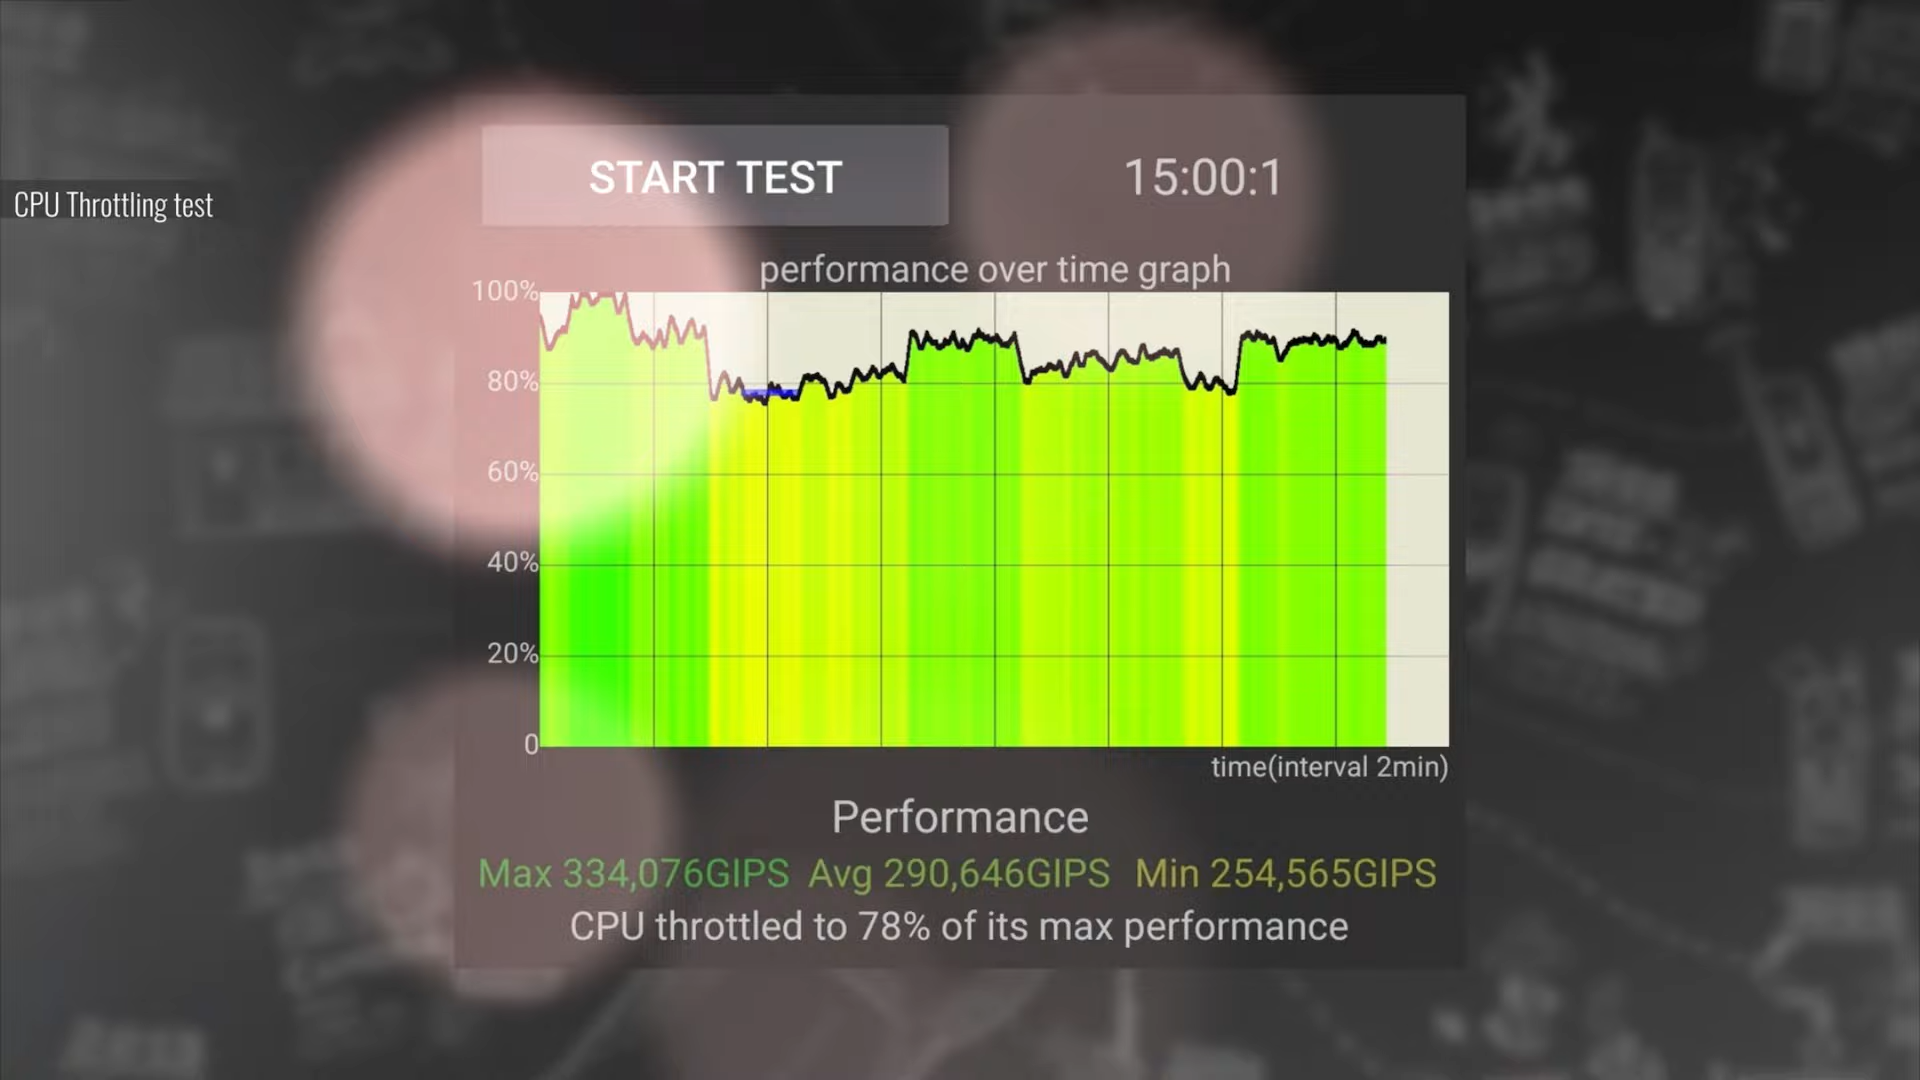 START TEST
15:00:1
CPU Throttling test
performance over time graph
100%
80%
60%
40%
20%
0
time(interval 2min)
Performance
Max 334,076GIPS Avg 290,646GIPS Min 254,565GIPS
CPU throttled to 78% of its max performance